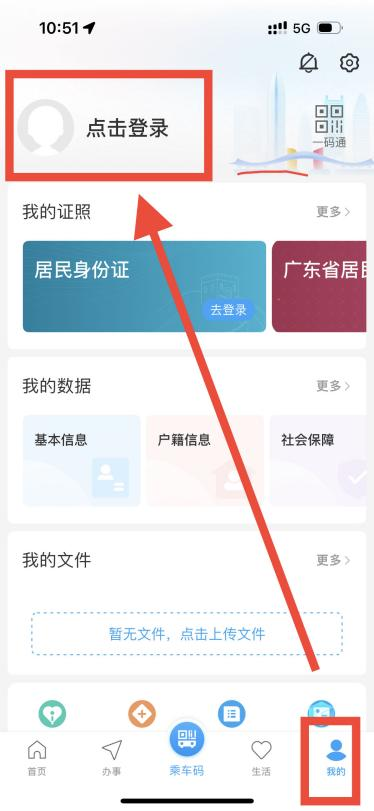 10:51
5G
点击登录
一码通
我的证照
更多
居民身份证
去登录
广东省居
我的数据
更多
基本信息
户籍信息
社会保障
我的文件
更多
暂无文件，点击上传文件
首页
办事
乘车码
生活
我的